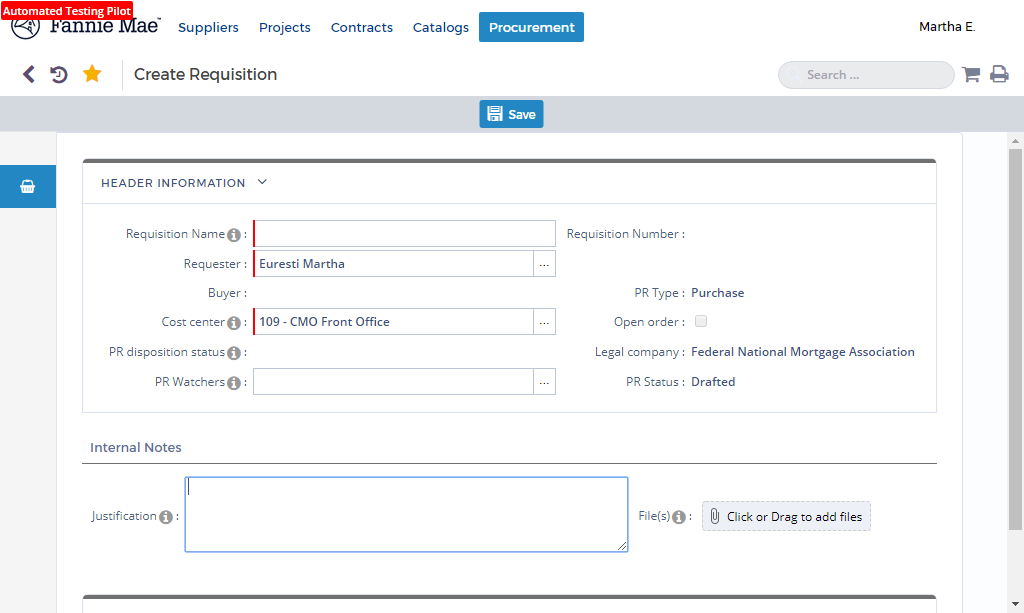 Automated Testing Pilot
Fannie Mae
Suppliers Projects Contracts Catalogs Procurement
Martha E.
Create Requisition
Search ...
Save
HEADER INFORMATION
Requisition Name :
Requisition Number :
Requester : Euresti Martha ...
Buyer :
PR Type : Purchase
Cost center : 109 - CMO Front Office ...
Open order :
PR disposition status :
Legal company : Federal National Mortgage Association
PR Watchers : ...
PR Status : Drafted
Internal Notes
Justification :
File(s) : Click or Drag to add files